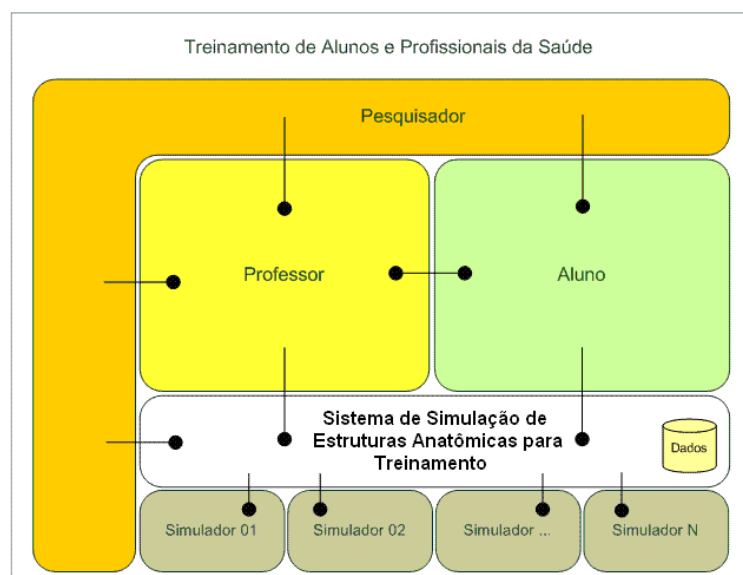 Treinamento de Alunos e Profissionais da Saúde
Pesquisador
Professor
Aluno
Sistema de Simulação de
Estruturas Anatômicas para
Treinamento
Dados
Simulador 01
Simulador 02
Simulador ...
Simulador N